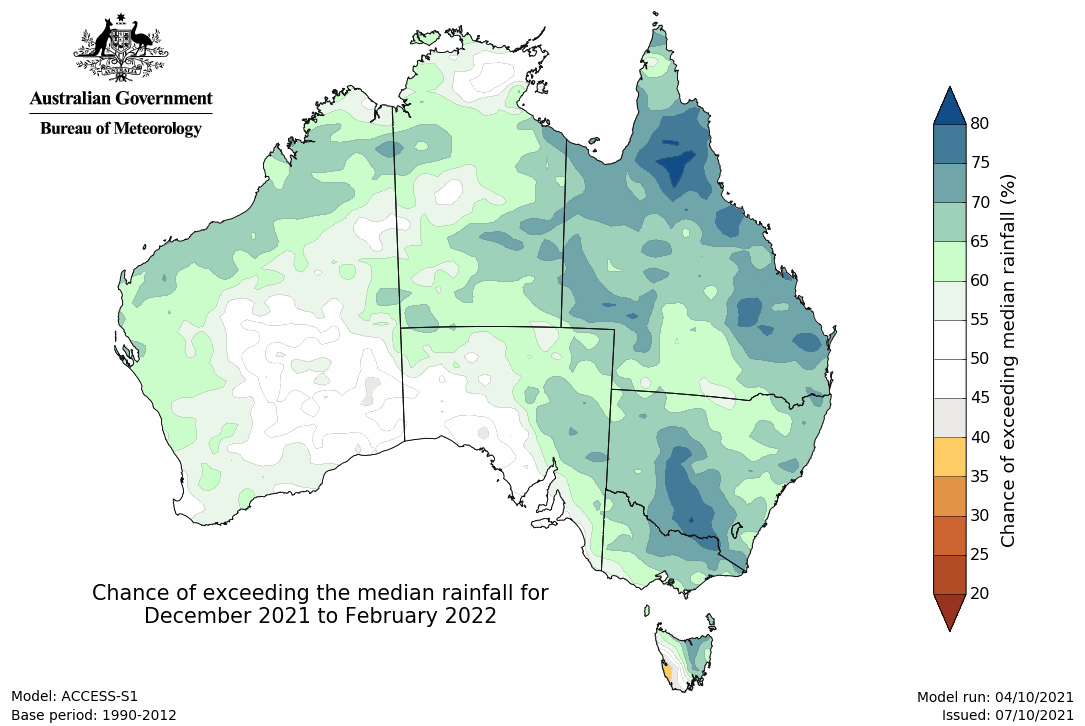 AUSTRALIA
Australian Government
Bureau of Meteorology
80
75
70
65
60
55
50
45
40
35
30
25
20
Chance of exceeding median rainfall (%)
Chance of exceeding the median rainfall for
December 2021 to February 2022
Model: ACCESS-S1
Base period: 1990-2012
Model run: 04/10/2021
Issued: 07/10/2021